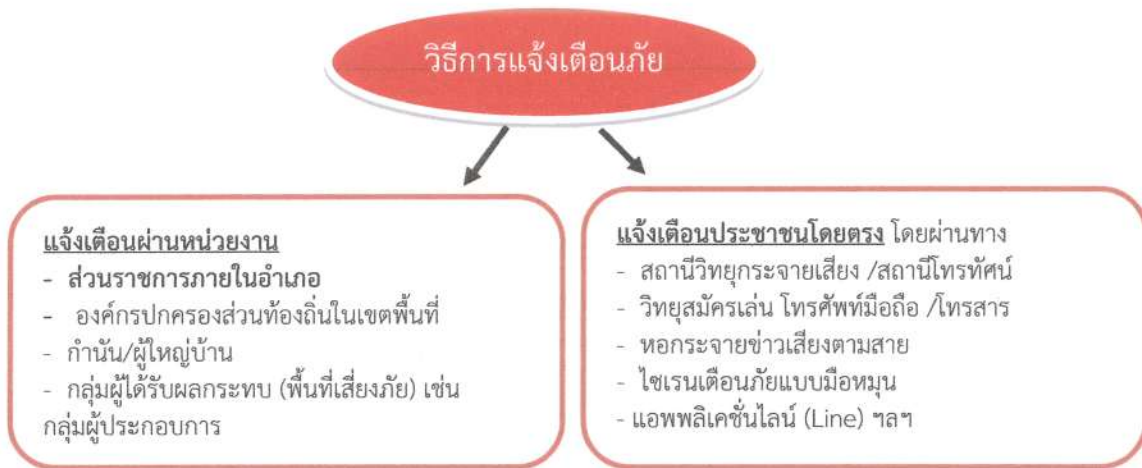 วิธีการแจ้งเตือนภัย
แจ้งเตือนผ่านหน่วยงาน
- ส่วนราชการภายในอำเภอ
- องค์กรปกครองส่วนท้องถิ่นในเขตพื้นที่
- กำนัน/ผู้ใหญ่บ้าน
- กลุ่มผู้ได้รับผลกระทบ (พื้นที่เสี่ยงภัย) เช่น
กลุ่มผู้ประกอบการ
แจ้งเตือนประชาชนโดยตรง โดยผ่านทาง
- สถานีวิทยุกระจายเสียง /สถานีโทรทัศน์
- วิทยุสมัครเล่น โทรศัพท์มือถือ /โทรสาร
- หอกระจายข่าวเสียงตามสาย
- ไซเรนเตือนภัยแบบมือหมุน
- แอพพลิเคชั่นไลน์ (Line) ฯลฯ